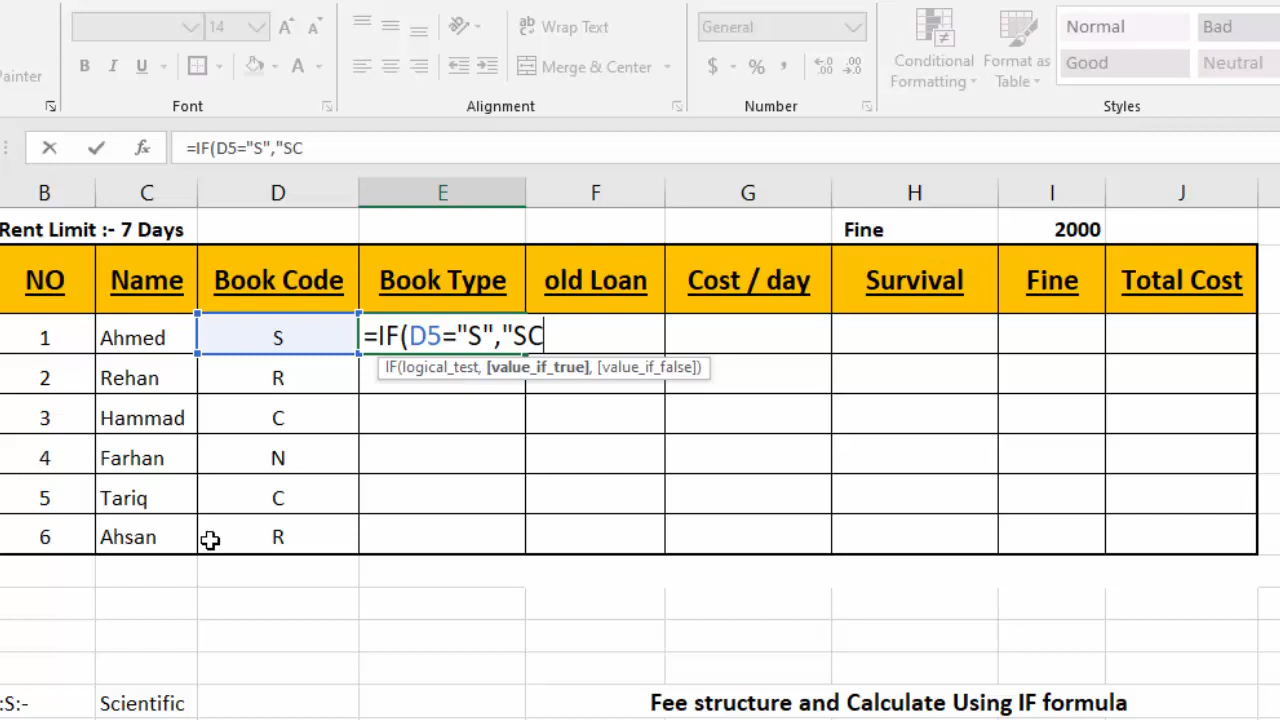 14
Wrap Text
General
Conditional Formatting
Format as Table
Normal
Bad
Painter
B I U
A
Merge & Center
$ % ,
Good
Neutral
Font
Alignment
Number
Styles
fx
=IF(D5="S","SC
B C D E F G H I J
Rent Limit :- 7 Days Fine 2000
NO Name Book Code Book Type old Loan Cost / day Survival Fine Total Cost
1 Ahmed S =IF(D5="S","SC
IF(logical_test, [value_if_true], [value_if_false])
2 Rehan R
3 Hammad C
4 Farhan N
5 Tariq C
6 Ahsan R
:S:- Scientific Fee structure and Calculate Using IF formula